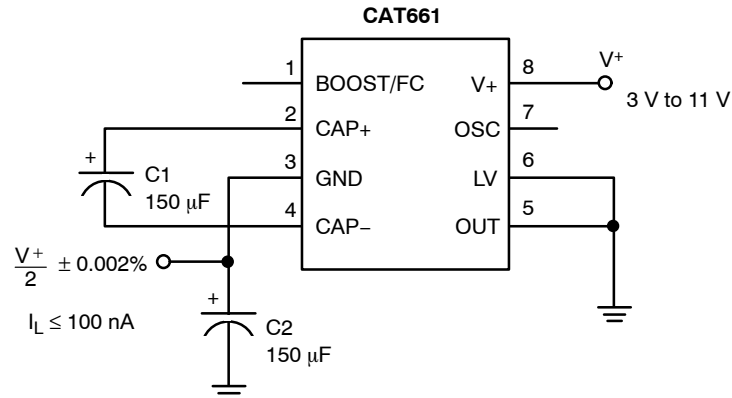 CAT661
1 BOOST/FC V+ 8 V+
3 V to 11 V
2 CAP+ OSC 7
+ C1
150 μF
3 GND LV 6
4 CAP− OUT 5
V+
2 ± 0.002%
IL ≤ 100 nA
+ C2
150 μF